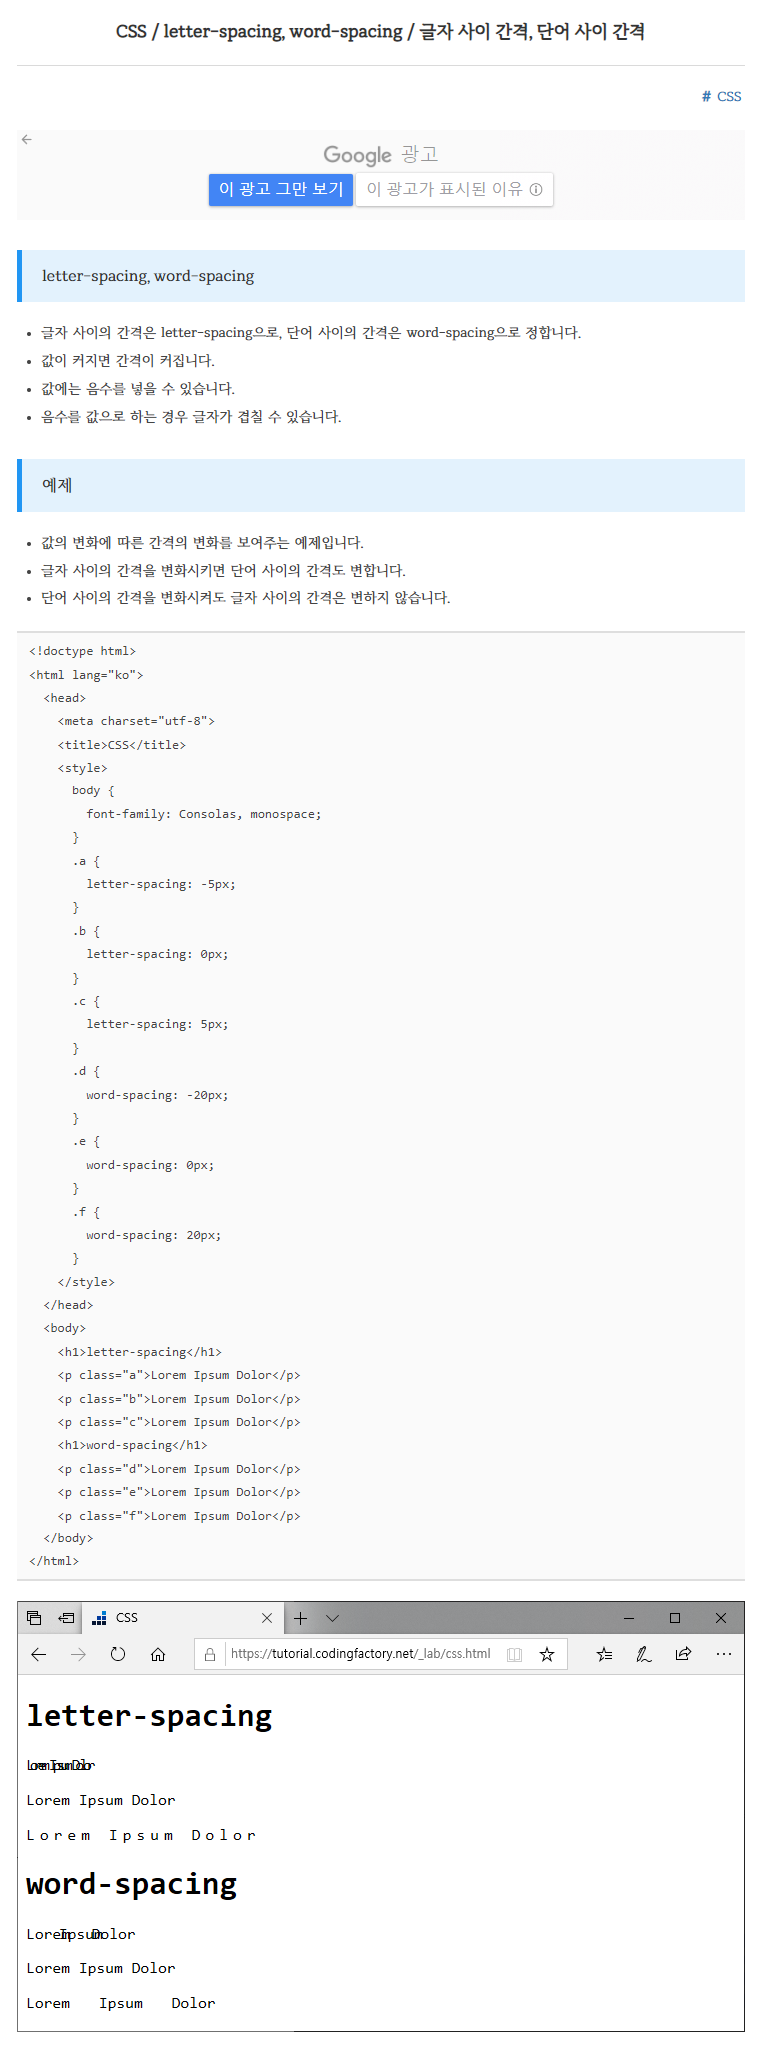 CSS / letter-spacing, word-spacing / 글자 사이 간격, 단어 사이 간격
# CSS
Google 광고
이 광고 그만 보기 이 광고가 표시된 이유
letter-spacing, word-spacing
• 글자 사이의 간격은 letter-spacing으로, 단어 사이의 간격은 word-spacing으로 정합니다.
• 값이 커지면 간격이 커집니다.
• 값에는 음수를 넣을 수 있습니다.
• 음수를 값으로 하는 경우 글자가 겹칠 수 있습니다.
예제
• 값의 변화에 따른 간격의 변화를 보여주는 예제입니다.
• 글자 사이의 간격을 변화시키면 단어 사이의 간격도 변합니다.
• 단어 사이의 간격을 변화시켜도 글자 사이의 간격은 변하지 않습니다.
<!doctype html>
<html lang="ko">
  <head>
    <meta charset="utf-8">
    <title>CSS</title>
    <style>
      body {
        font-family: Consolas, monospace;
      }
      .a {
        letter-spacing: -5px;
      }
      .b {
        letter-spacing: 0px;
      }
      .c {
        letter-spacing: 5px;
      }
      .d {
        word-spacing: -20px;
      }
      .e {
        word-spacing: 0px;
      }
      .f {
        word-spacing: 20px;
      }
    </style>
  </head>
  <body>
    <h1>letter-spacing</h1>
    <p class="a">Lorem Ipsum Dolor</p>
    <p class="b">Lorem Ipsum Dolor</p>
    <p class="c">Lorem Ipsum Dolor</p>
    <h1>word-spacing</h1>
    <p class="d">Lorem Ipsum Dolor</p>
    <p class="e">Lorem Ipsum Dolor</p>
    <p class="f">Lorem Ipsum Dolor</p>
  </body>
</html>
CSS
https://tutorial.codingfactory.net/_lab/css.html
letter-spacing
Lorem Ipsum Dolor
Lorem Ipsum Dolor
Lorem Ipsum Dolor
word-spacing
Lorem Ipsum Dolor
Lorem Ipsum Dolor
Lorem Ipsum Dolor